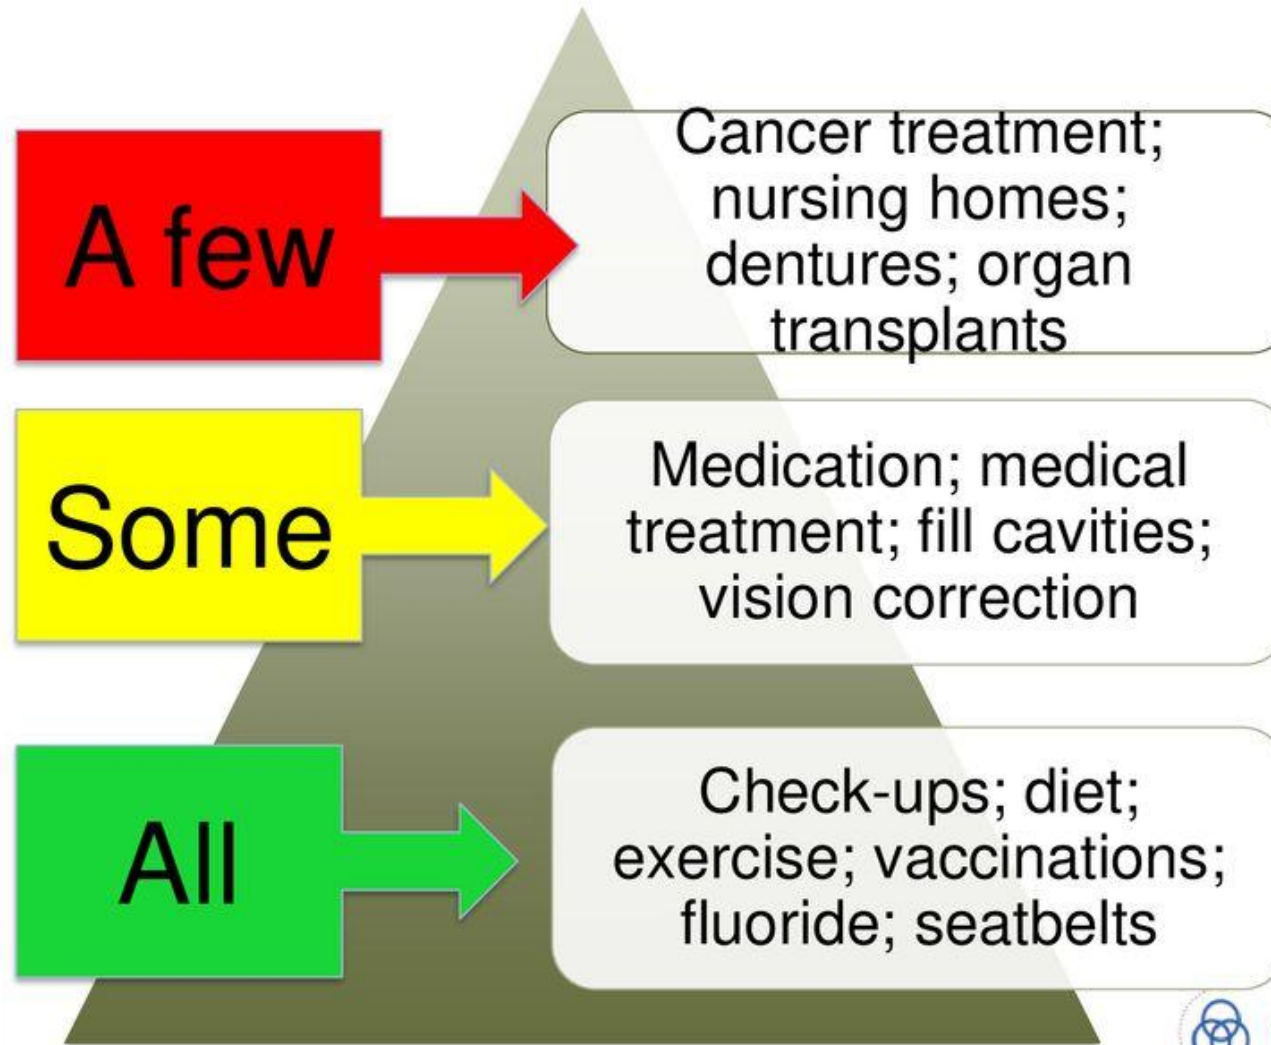 A few
Cancer treatment;
nursing homes;
dentures; organ
transplants
Some
Medication; medical
treatment; fill cavities;
vision correction
All
Check-ups; diet;
exercise; vaccinations;
fluoride; seatbelts